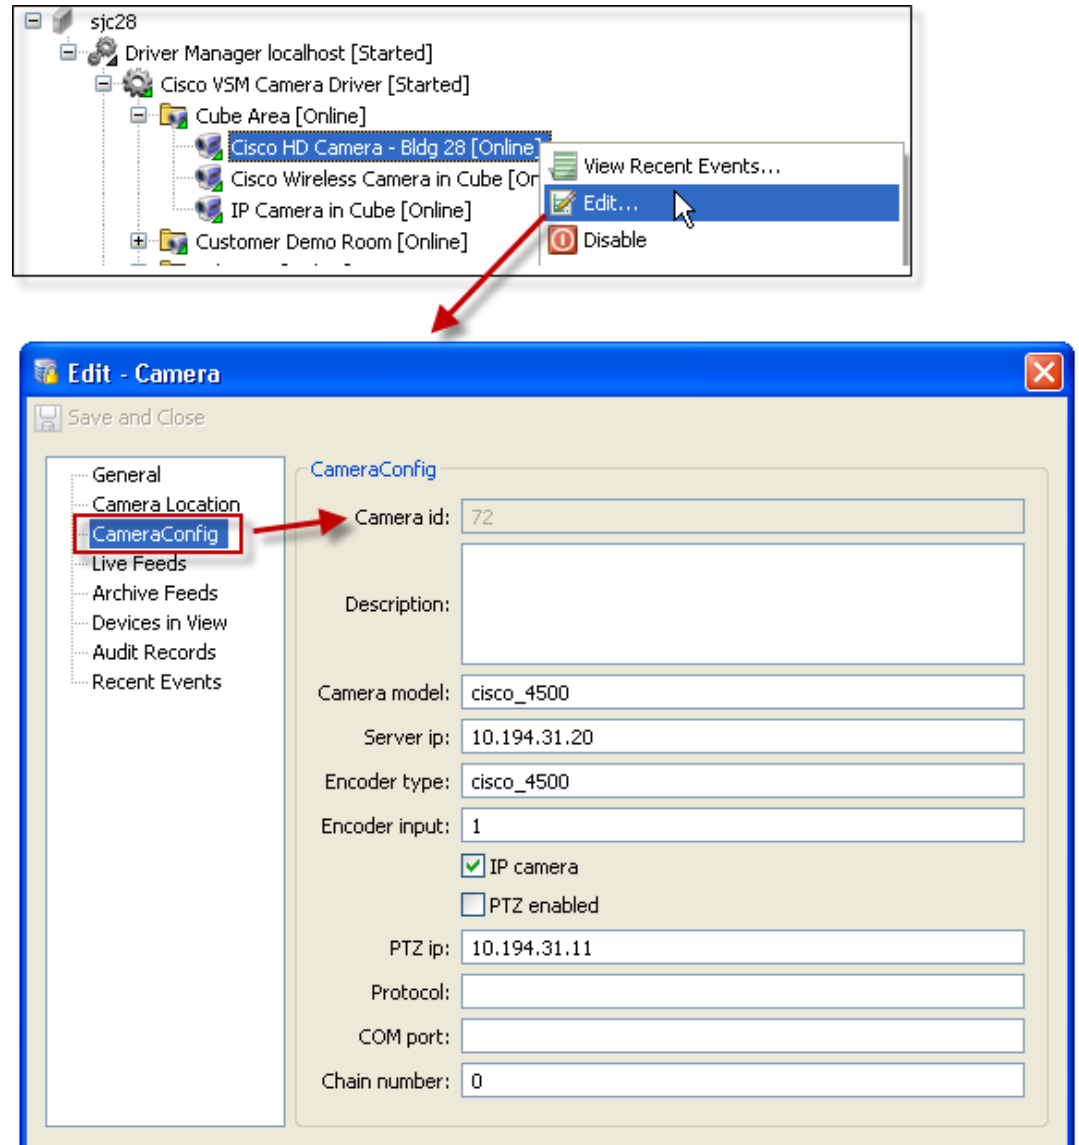 sjc28
Driver Manager localhost [Started]
Cisco VSM Camera Driver [Started]
Cube Area [Online]
Cisco HD Camera - Bldg 28 [Online]
View Recent Events...
Cisco Wireless Camera in Cube [On
Edit...
IP Camera in Cube [Online]
Customer Demo Room [Online]
Disable
Edit - Camera
Save and Close
General
Camera Location
CameraConfig
Live Feeds
Archive Feeds
Devices in View
Audit Records
Recent Events
CameraConfig
Camera id: 72
Description:
Camera model: cisco_4500
Server ip: 10.194.31.20
Encoder type: cisco_4500
Encoder input: 1
IP camera
PTZ enabled
PTZ ip: 10.194.31.11
Protocol:
COM port:
Chain number: 0